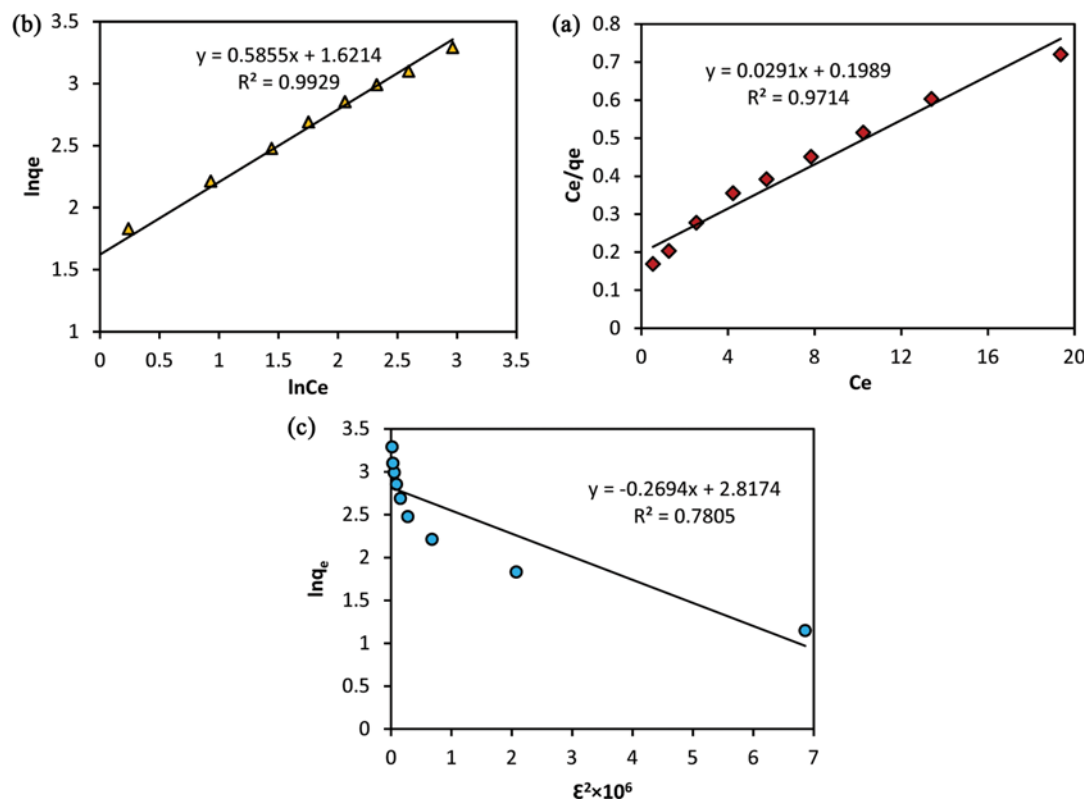 (b)
3.5
3
2.5
2
1.5
1
lnqe
y = 0.5855x + 1.6214
R² = 0.9929
0 0.5 1 1.5 2 2.5 3 3.5
lnCe
(a)
0.8
0.7
0.6
0.5
0.4
0.3
0.2
0.1
0
Ce/qe
y = 0.0291x + 0.1989
R² = 0.9714
0 4 8 12 16 20
Ce
(c)
3.5
3
2.5
2
1.5
1
0.5
0
lnqₑ
y = -0.2694x + 2.8174
R² = 0.7805
0 1 2 3 4 5 6 7
Ɛ²×10⁶